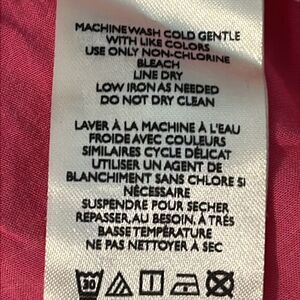 MACHINE WASH COLD GENTLE
WITH LIKE COLORS
USE ONLY NON-CHLORINE
BLEACH
LINE DRY
LOW IRON AS NEEDED
DO NOT DRY CLEAN
LAVER À LA MACHINE À L'EAU
FROIDE AVEC COULEURS
SIMILAIRES CYCLE DÉLICAT
UTILISER UN AGENT DE
BLANCHIMENT SANS CHLORE SI
NÉCESSAIRE
SUSPENDRE POUR SÉCHER
REPASSER, AU BESOIN, À TRÉS
BASSE TEMPÉRATURE
NE PAS NETTOYER À SEC
30